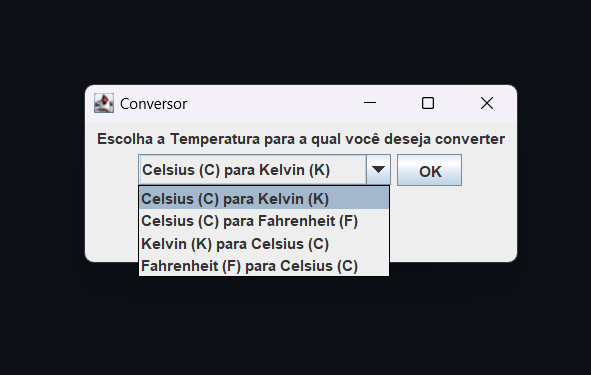 Conversor
Escolha a Temperatura para a qual você deseja converter
Celsius (C) para Kelvin (K)
OK
Celsius (C) para Kelvin (K)
Celsius (C) para Fahrenheit (F)
Kelvin (K) para Celsius (C)
Fahrenheit (F) para Celsius (C)